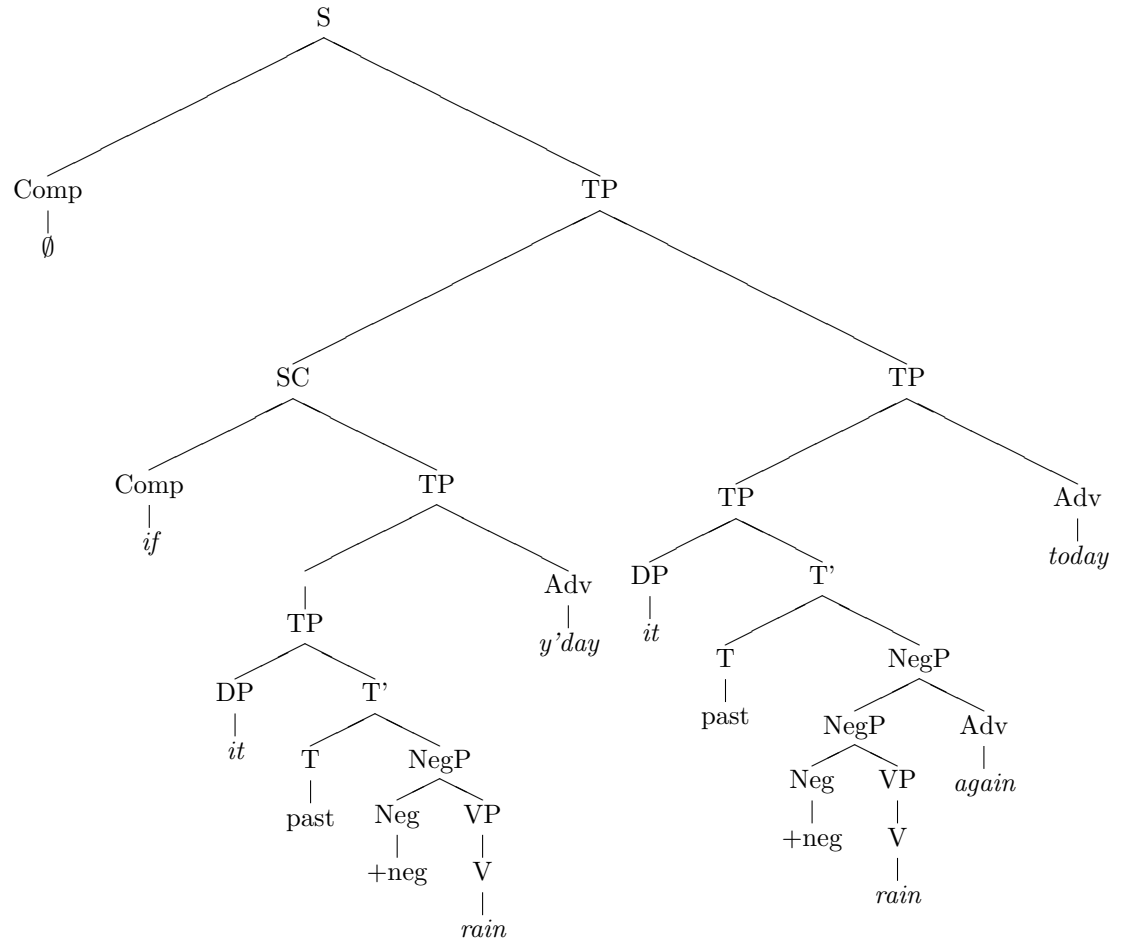 S
Comp TP
∅
SC TP
Comp TP TP Adv
if today
Adv DP T'
TP y'day it
DP T' T NegP
it past NegP Adv
T NegP Neg VP again
past Neg VP +neg V
+neg V rain
rain